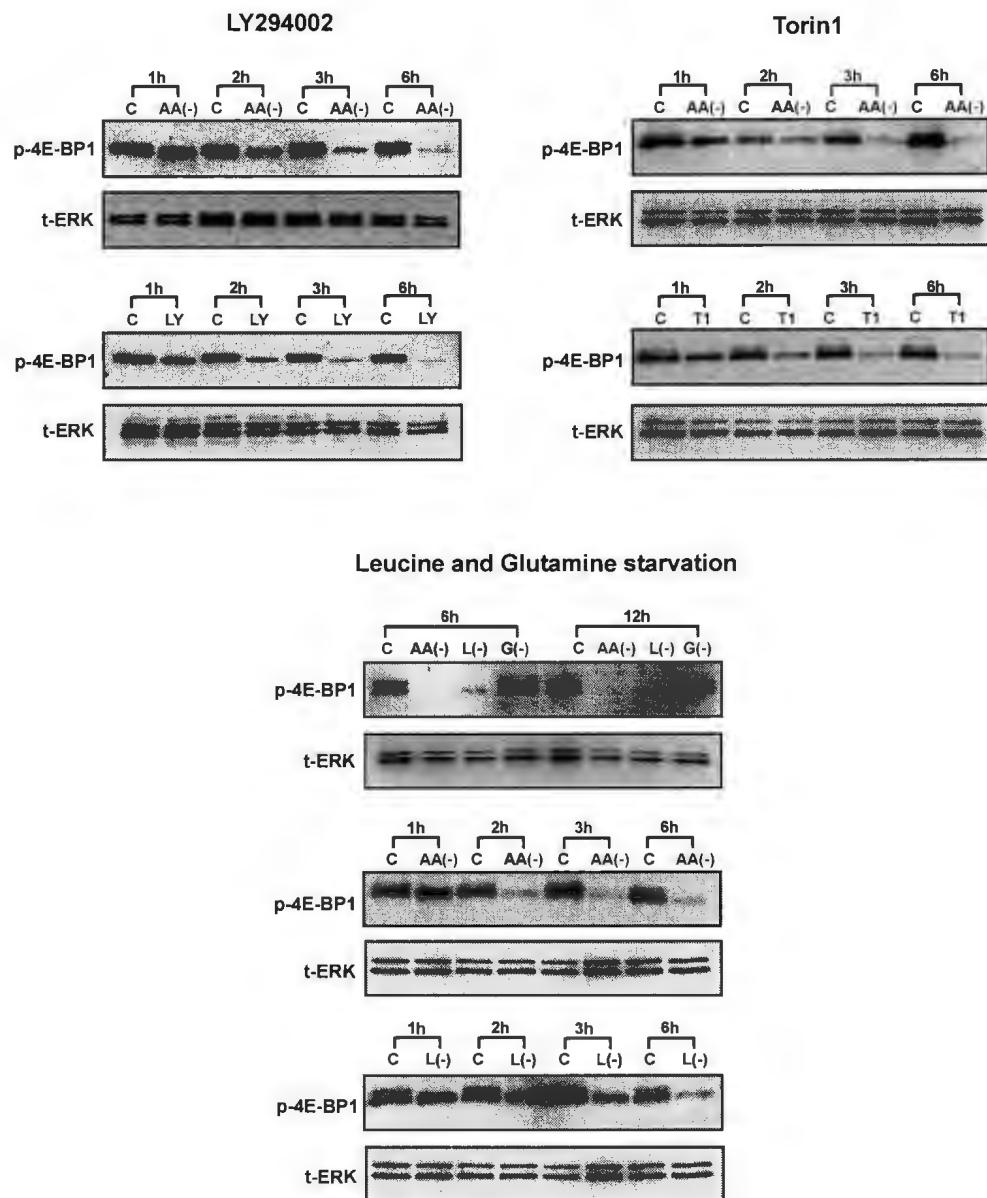 LY294002
1h 2h 3h 6h
C AA(-) C AA(-) C AA(-) C AA(-)
p-4E-BP1
t-ERK
1h 2h 3h 6h
C LY C LY C LY C LY
p-4E-BP1
t-ERK
Torin1
1h 2h 3h 6h
C AA(-) C AA(-) C AA(-) C AA(-)
p-4E-BP1
t-ERK
1h 2h 3h 6h
C T1 C T1 C T1 C T1
p-4E-BP1
t-ERK
Leucine and Glutamine starvation
6h 12h
C AA(-) L(-) G(-) C AA(-) L(-) G(-)
p-4E-BP1
t-ERK
1h 2h 3h 6h
C AA(-) C AA(-) C AA(-) C AA(-)
p-4E-BP1
t-ERK
1h 2h 3h 6h
C L(-) C L(-) C L(-) C L(-)
p-4E-BP1
t-ERK